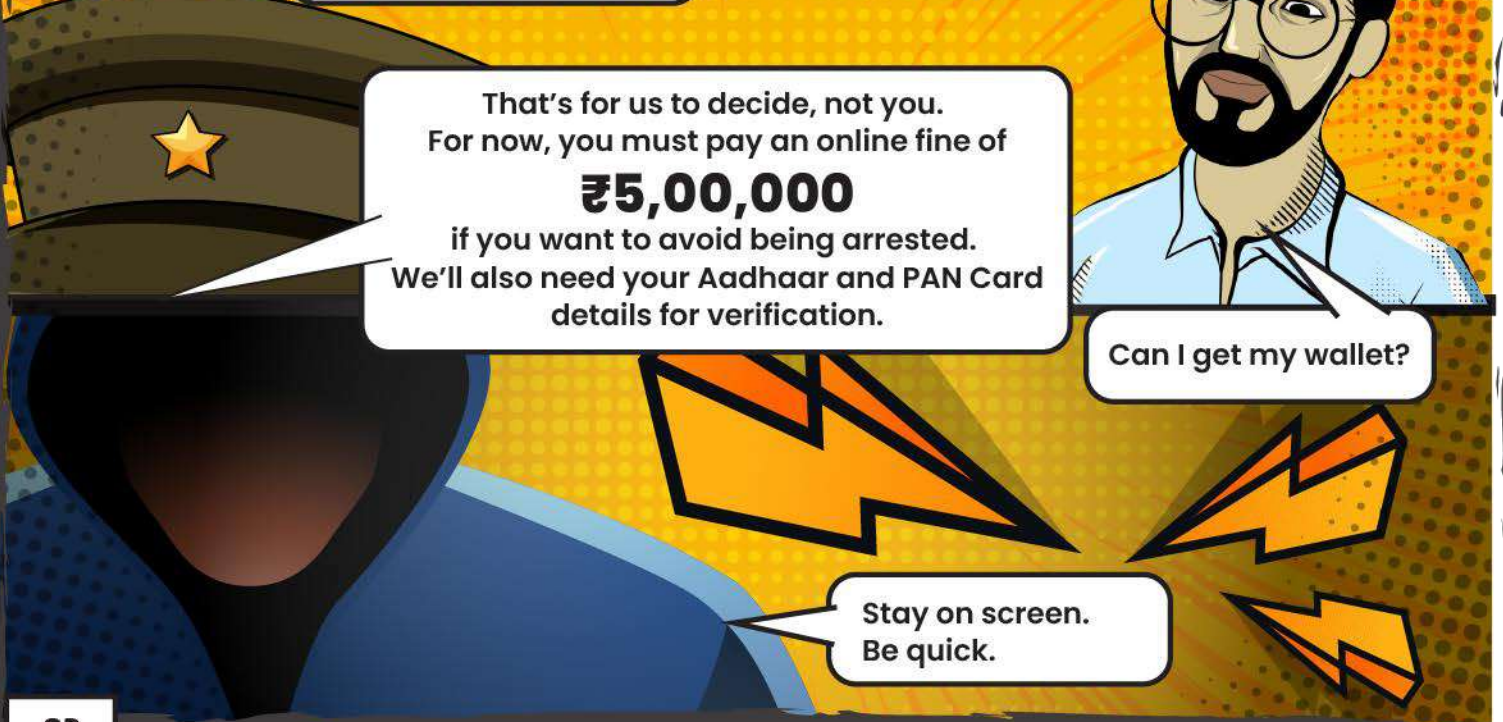 That's for us to decide, not you.
For now, you must pay an online fine of
₹5,00,000
if you want to avoid being arrested.
We'll also need your Aadhaar and PAN Card
details for verification.
Can I get my wallet?
Stay on screen.
Be quick.